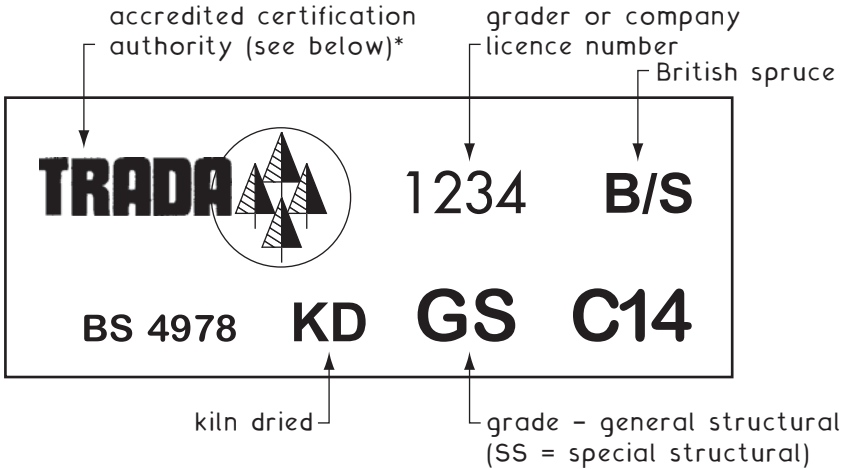 accredited certification
authority (see below)*
grader or company
licence number
British spruce
TRADA
1234
B/S
BS 4978
KD
GS
C14
kiln dried
grade – general structural
(SS = special structural)